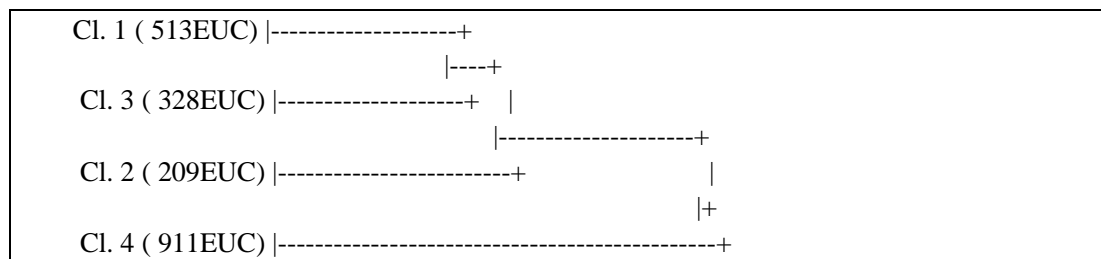 Cl. 1 ( 513EUC) |--------------------+
|----+
Cl. 3 ( 328EUC) |--------------------+ |
|---------------------+
Cl. 2 ( 209EUC) |-------------------------+ |
|+
Cl. 4 ( 911EUC) |-----------------------------------------------+